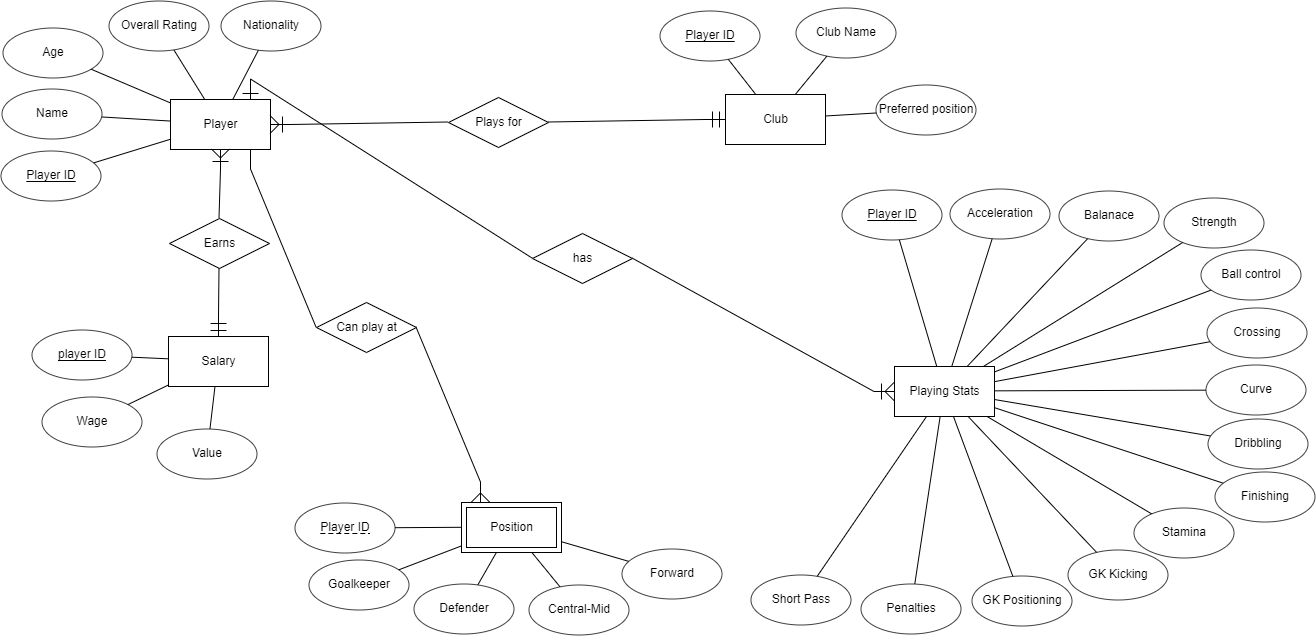 Overall Rating
Nationality
Age
Name
Player ID
Player
Plays for
Player ID
Club Name
Club
Preferred position
Earns
player ID
Salary
Wage
Value
Can play at
has
Player ID
Acceleration
Balanace
Strength
Ball control
Crossing
Curve
Dribbling
Finishing
Stamina
GK Kicking
GK Positioning
Penalties
Short Pass
Playing Stats
Player ID
Position
Goalkeeper
Defender
Central-Mid
Forward